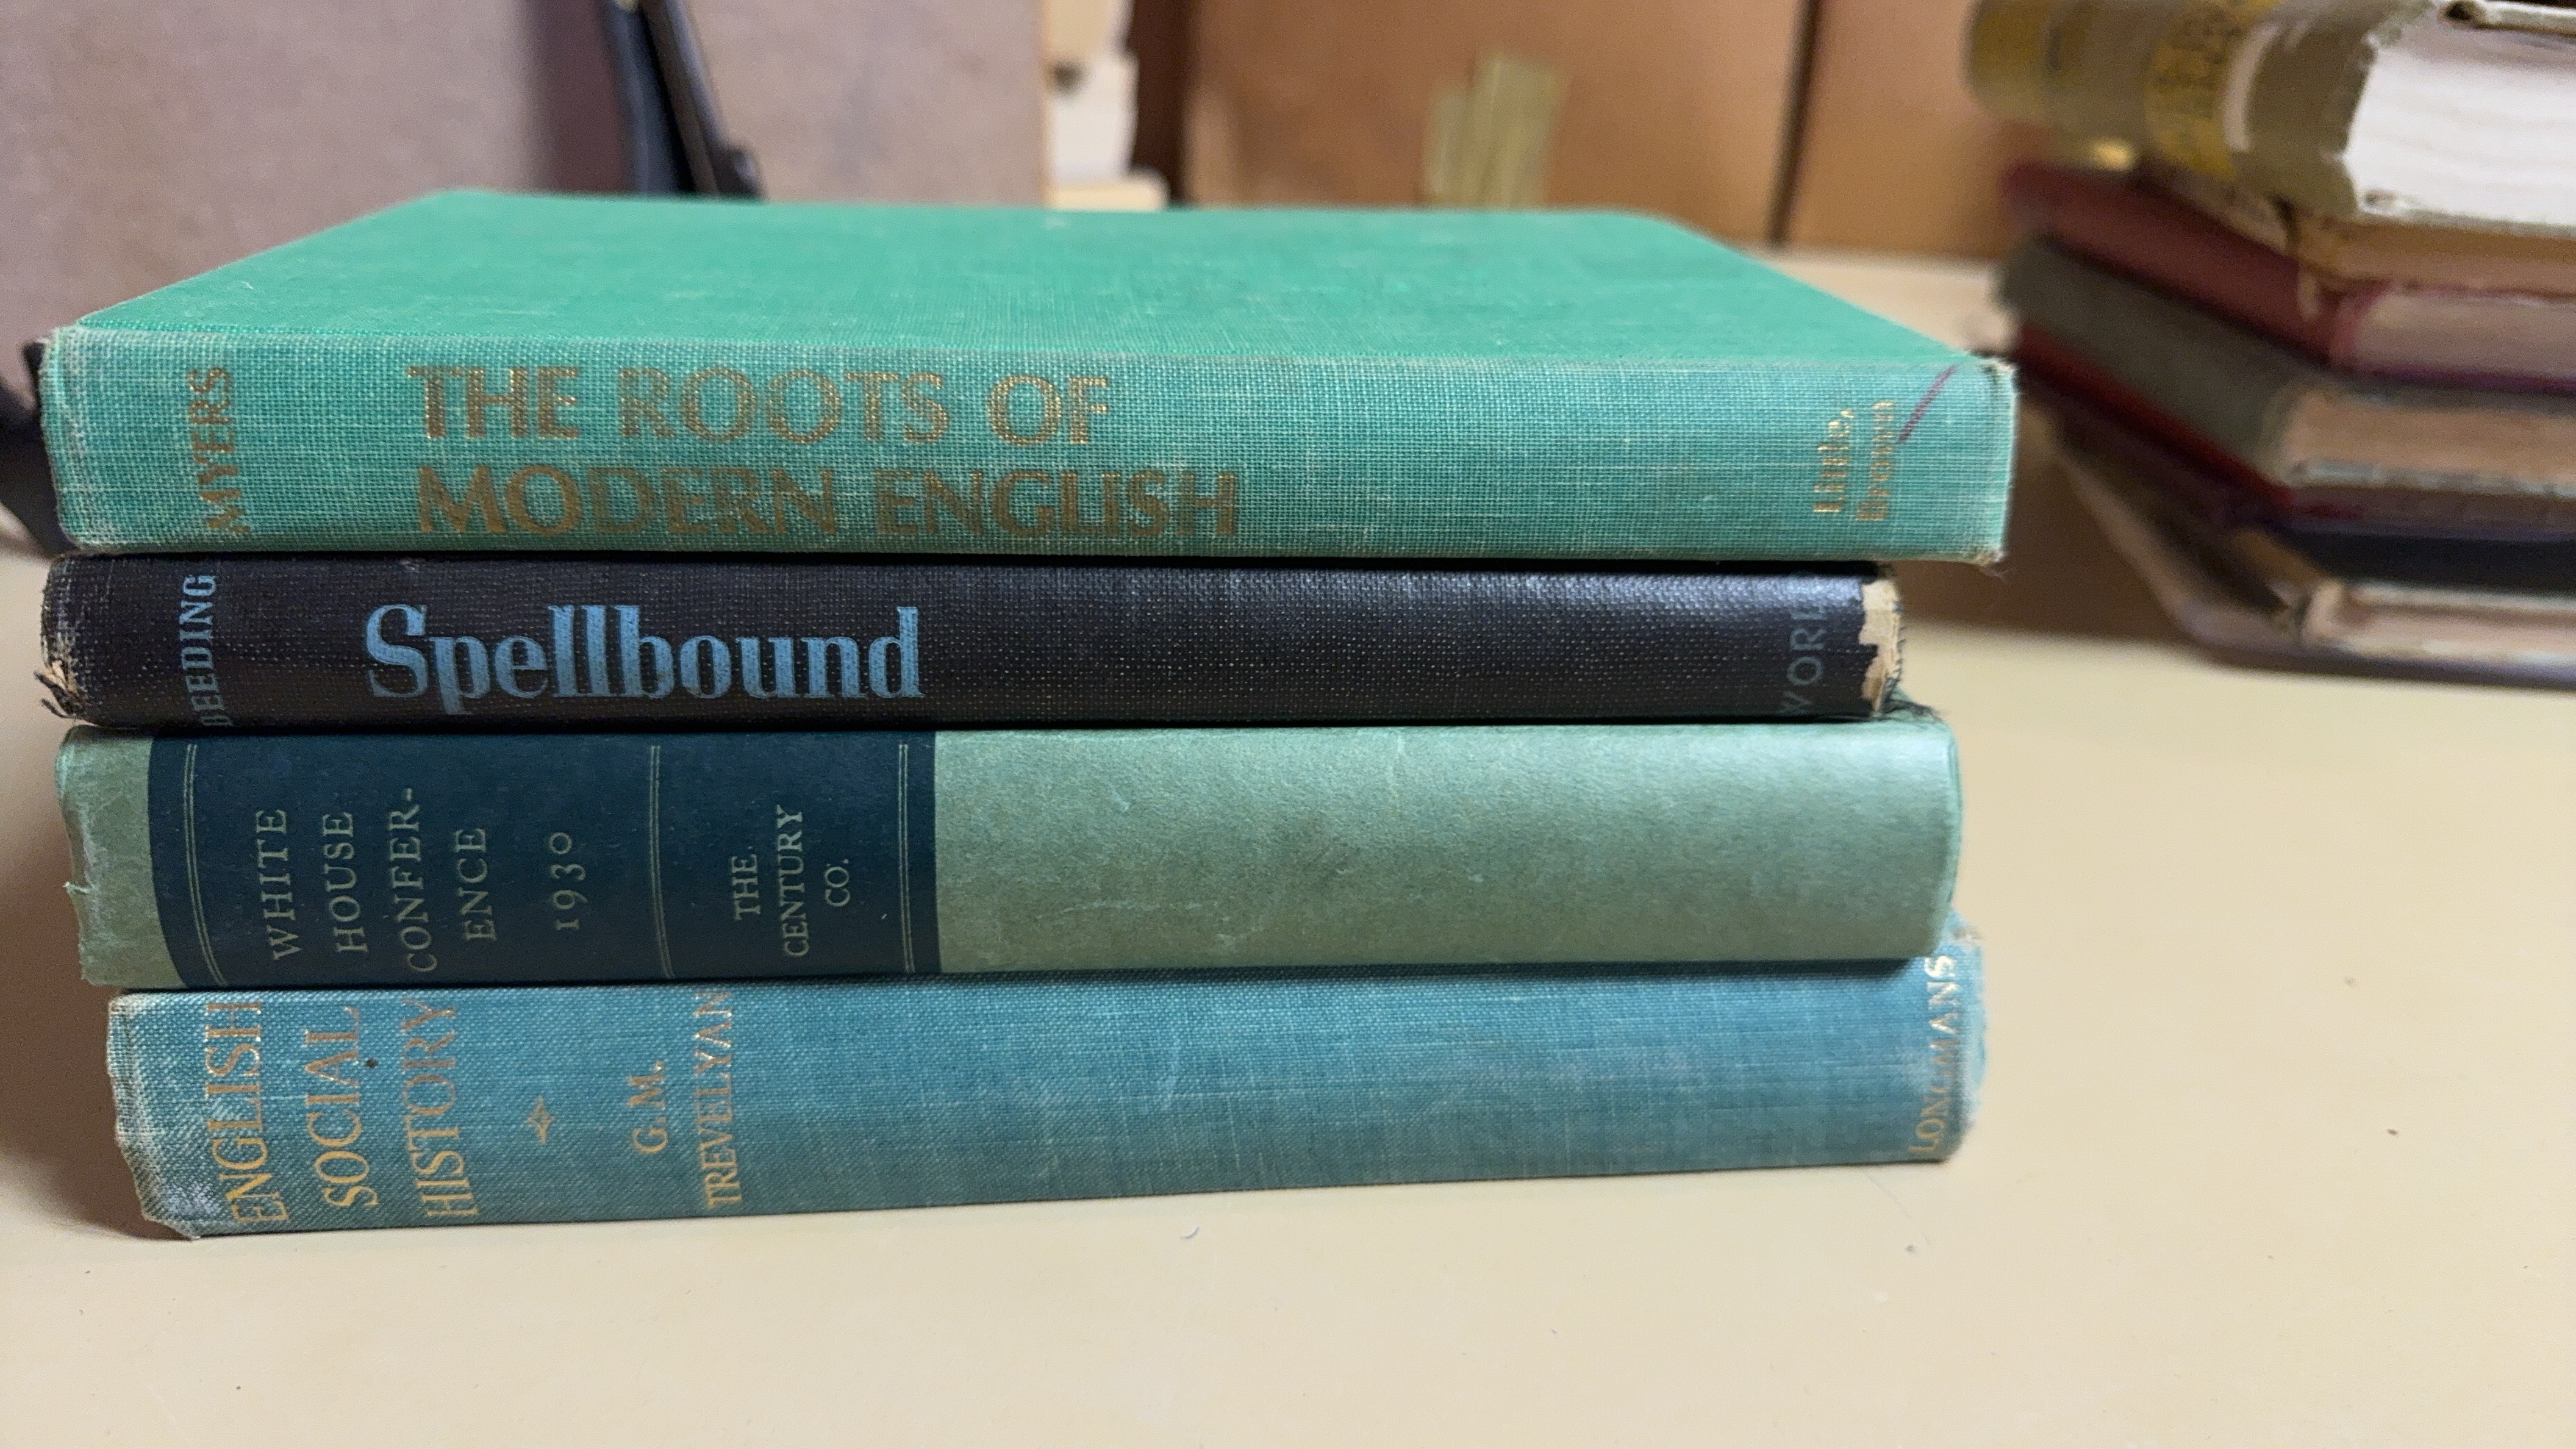 MYERS
THE ROOTS OF
MODERN ENGLISH
Little,
Brown
BEEDING
Spellbound
WORLD
WHITE
HOUSE
CONFER-
ENCE
1930
THE
CENTURY
CO.
ENGLISH
SOCIAL
HISTORY
G.M.
TREVELYAN
LONGMANS